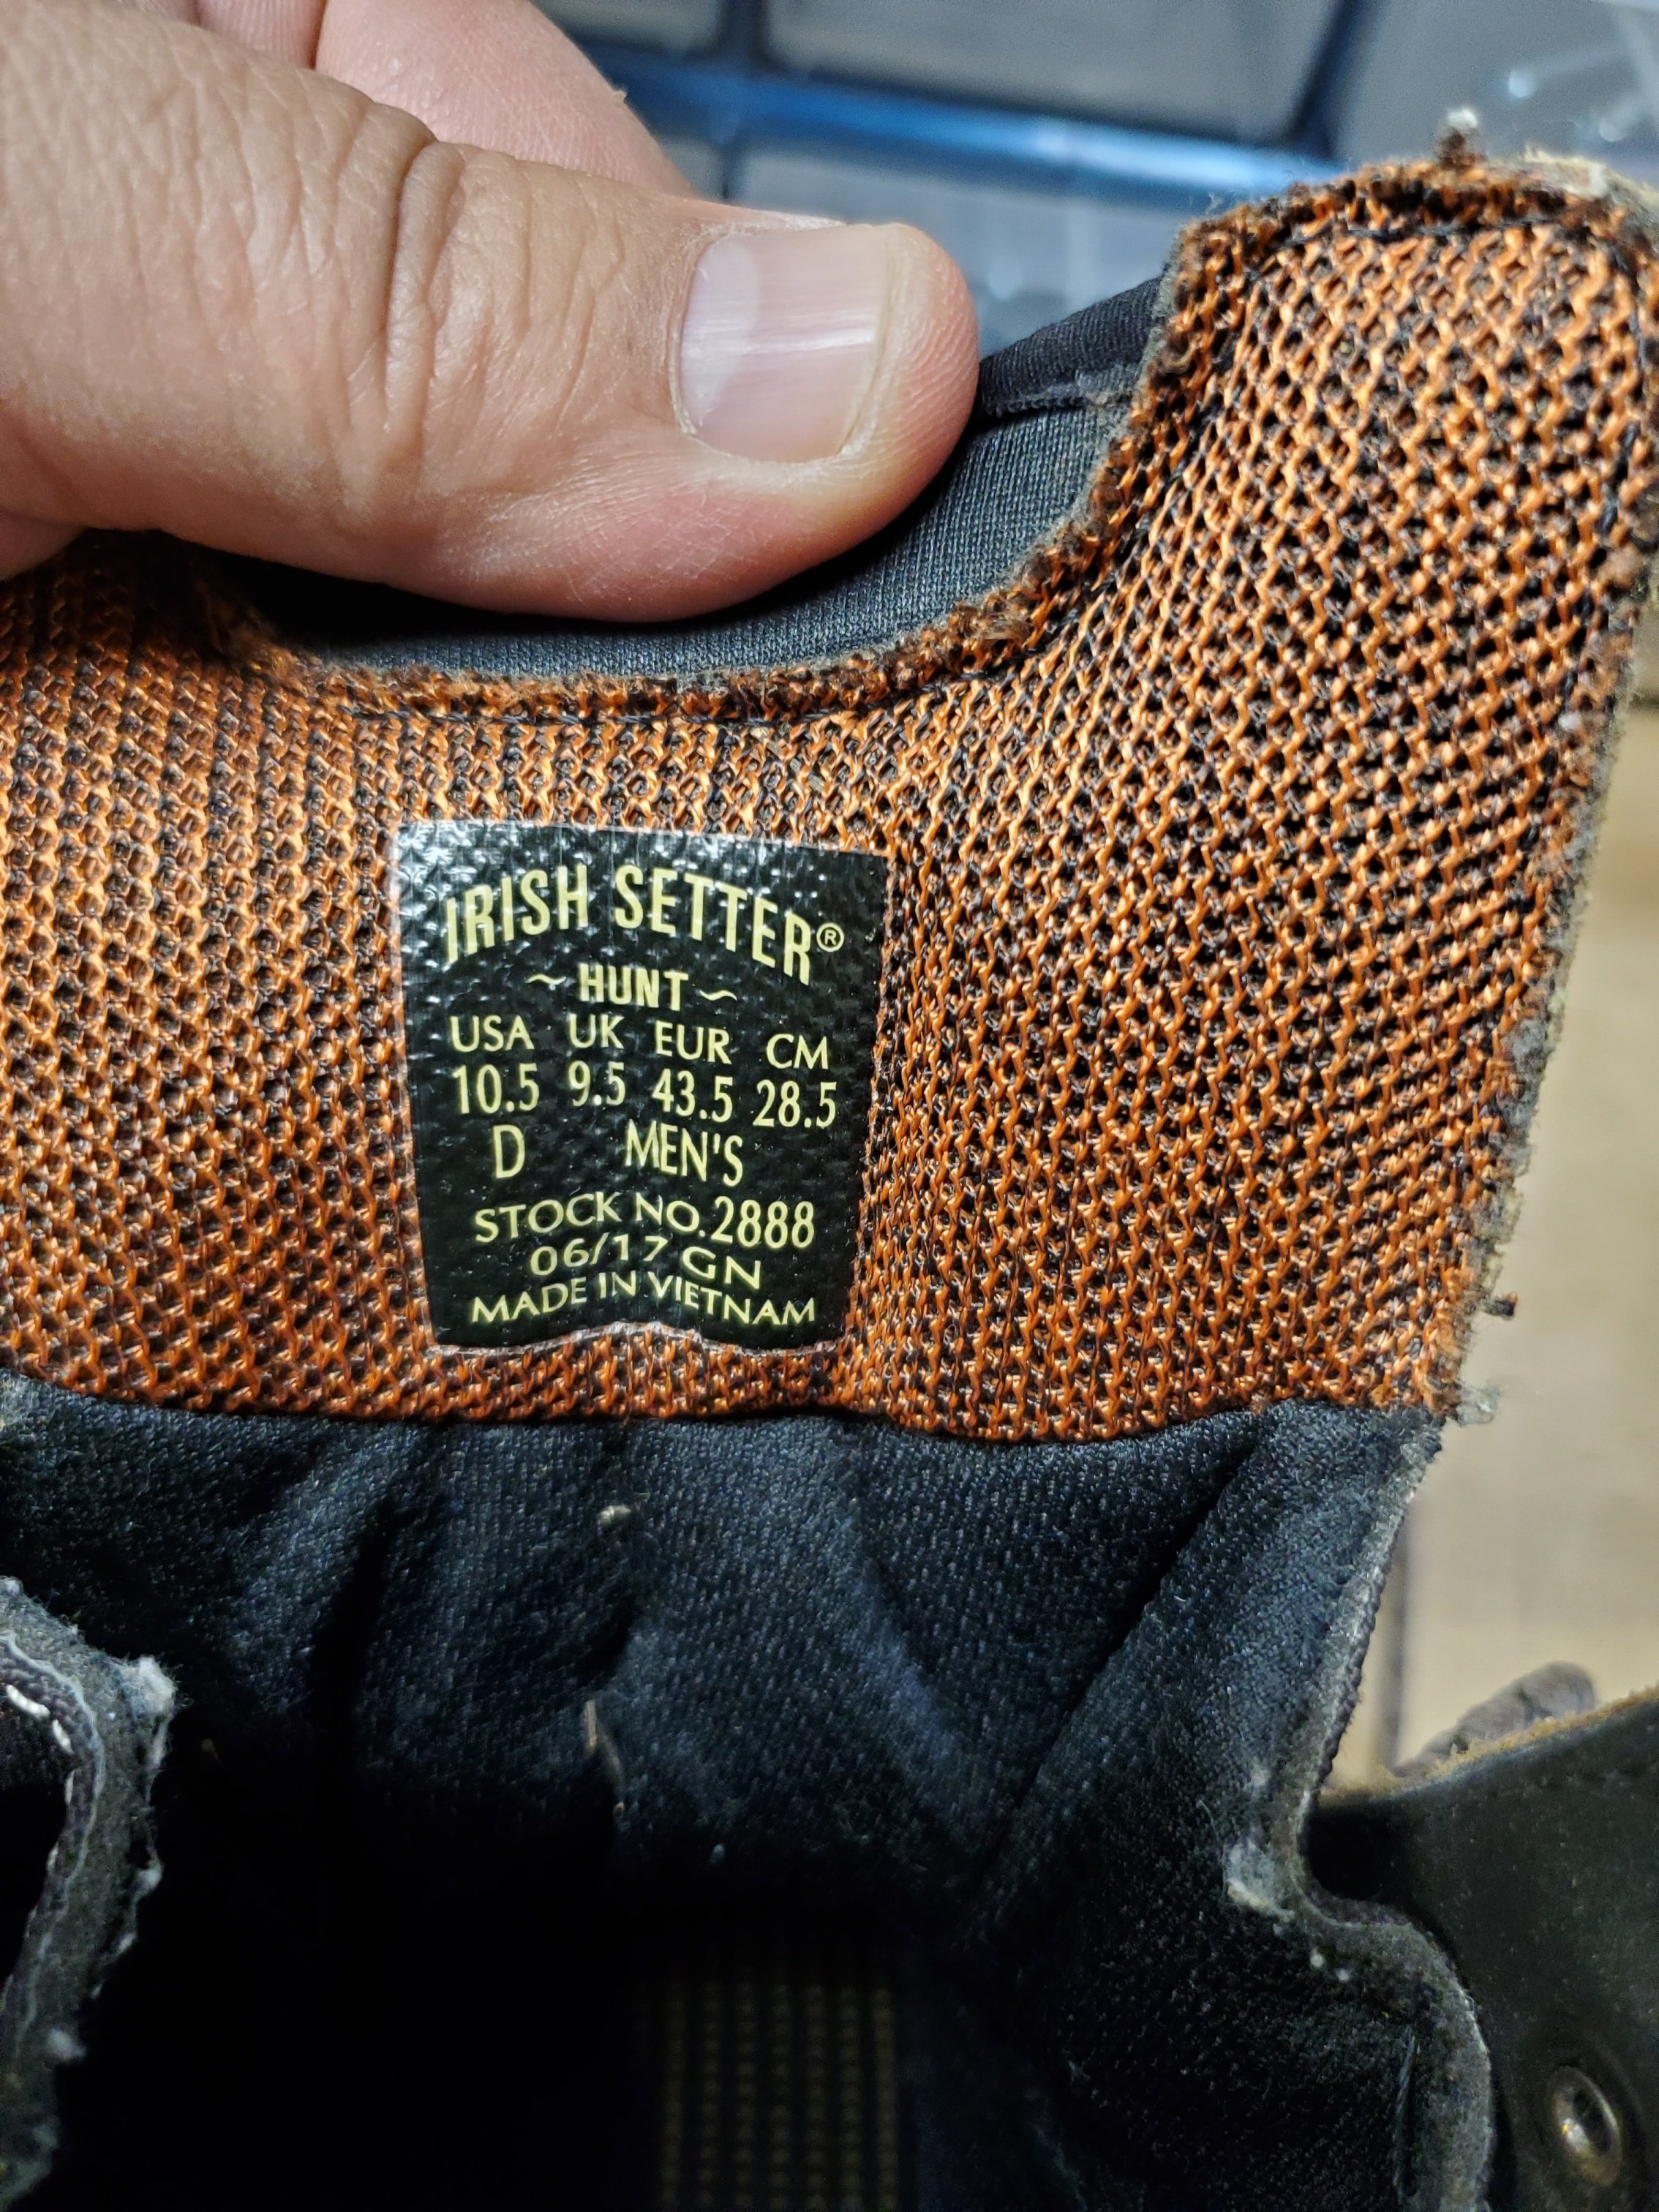 IRISH SETTER®
~ HUNT ~
USA UK EUR CM
10.5 9.5 43.5 28.5
D MEN'S
STOCK NO. 2888
06/17 GN
MADE IN VIETNAM